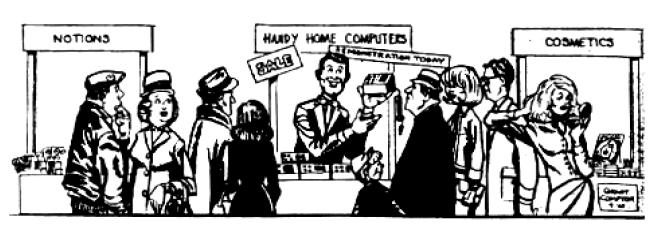 NOTIONS
HANDY HOME COMPUTERS
SALE
DEMONSTRATION TODAY
COSMETICS